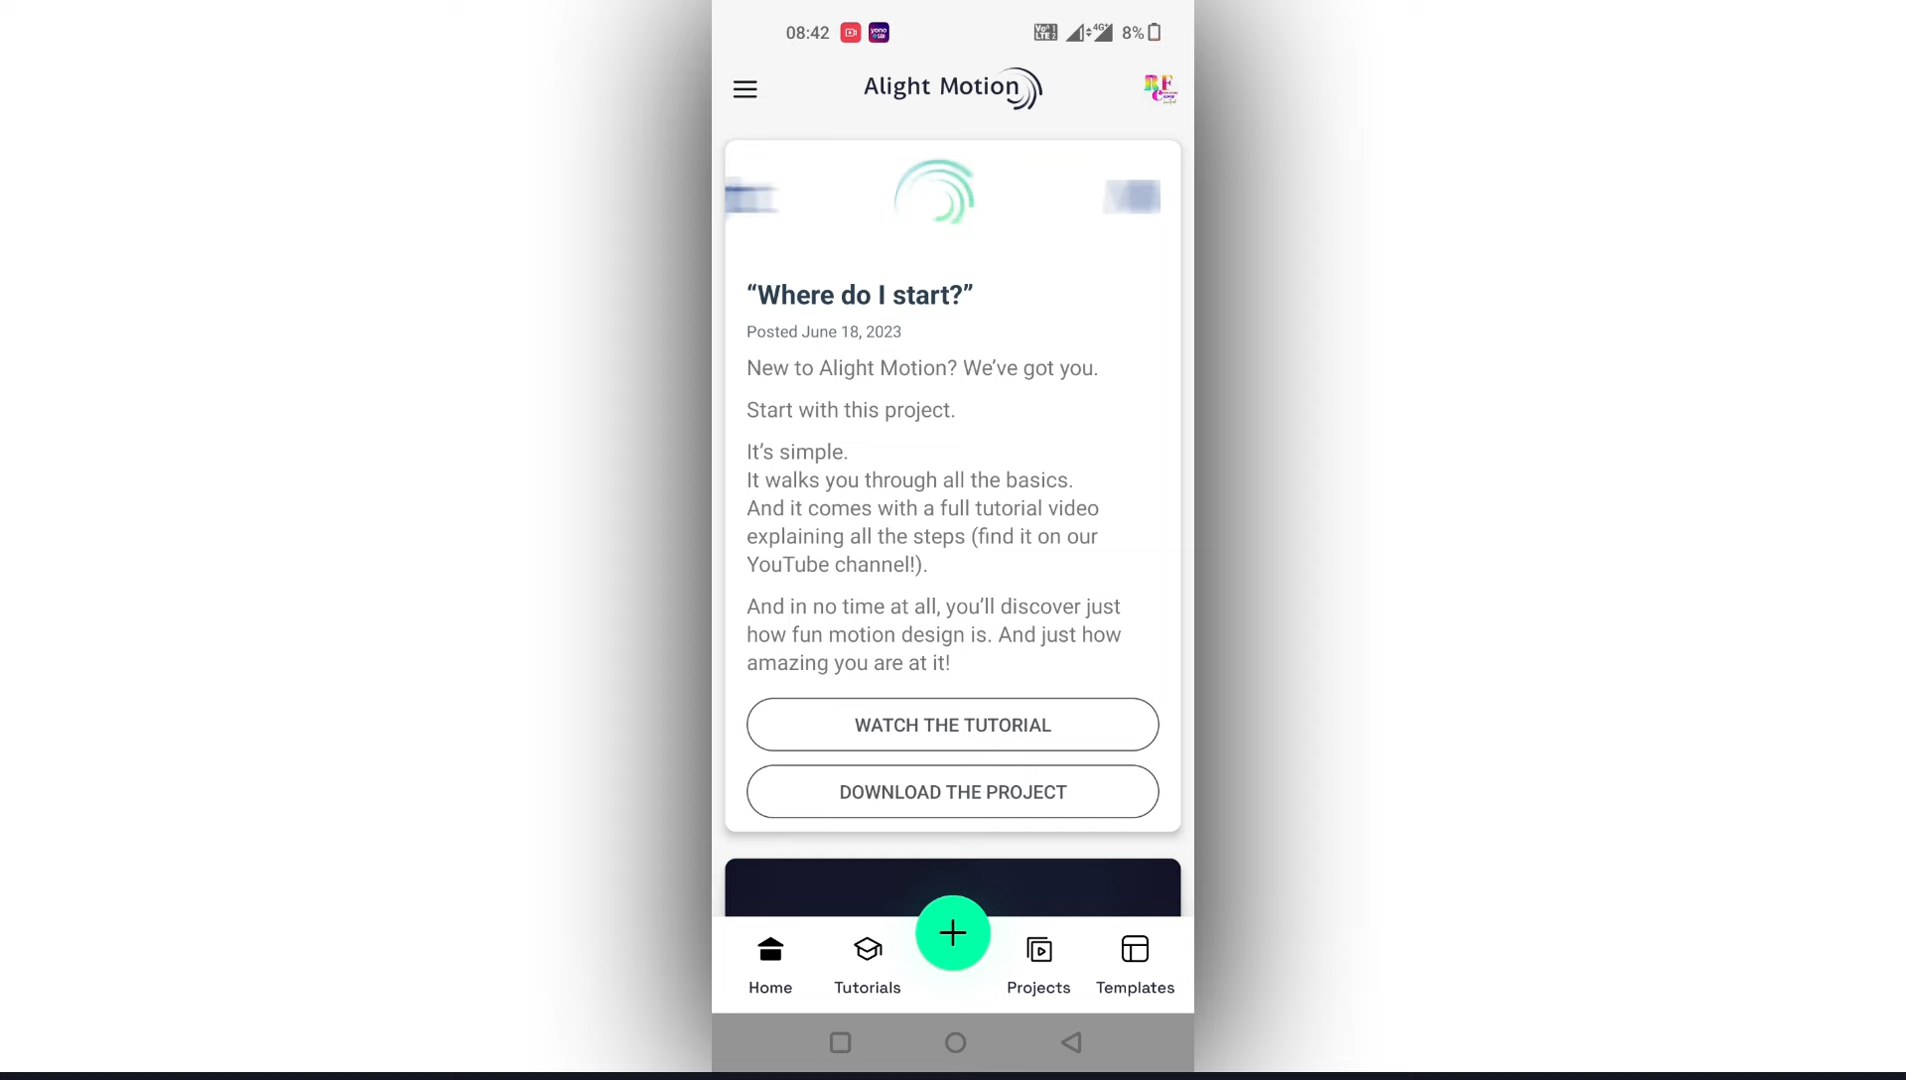 08:42
8%
Alight Motion
“Where do I start?”
Posted June 18, 2023
New to Alight Motion? We’ve got you.
Start with this project.
It’s simple.
It walks you through all the basics.
And it comes with a full tutorial video
explaining all the steps (find it on our
YouTube channel!).
And in no time at all, you’ll discover just
how fun motion design is. And just how
amazing you are at it!
WATCH THE TUTORIAL
DOWNLOAD THE PROJECT
Home
Tutorials
Projects
Templates